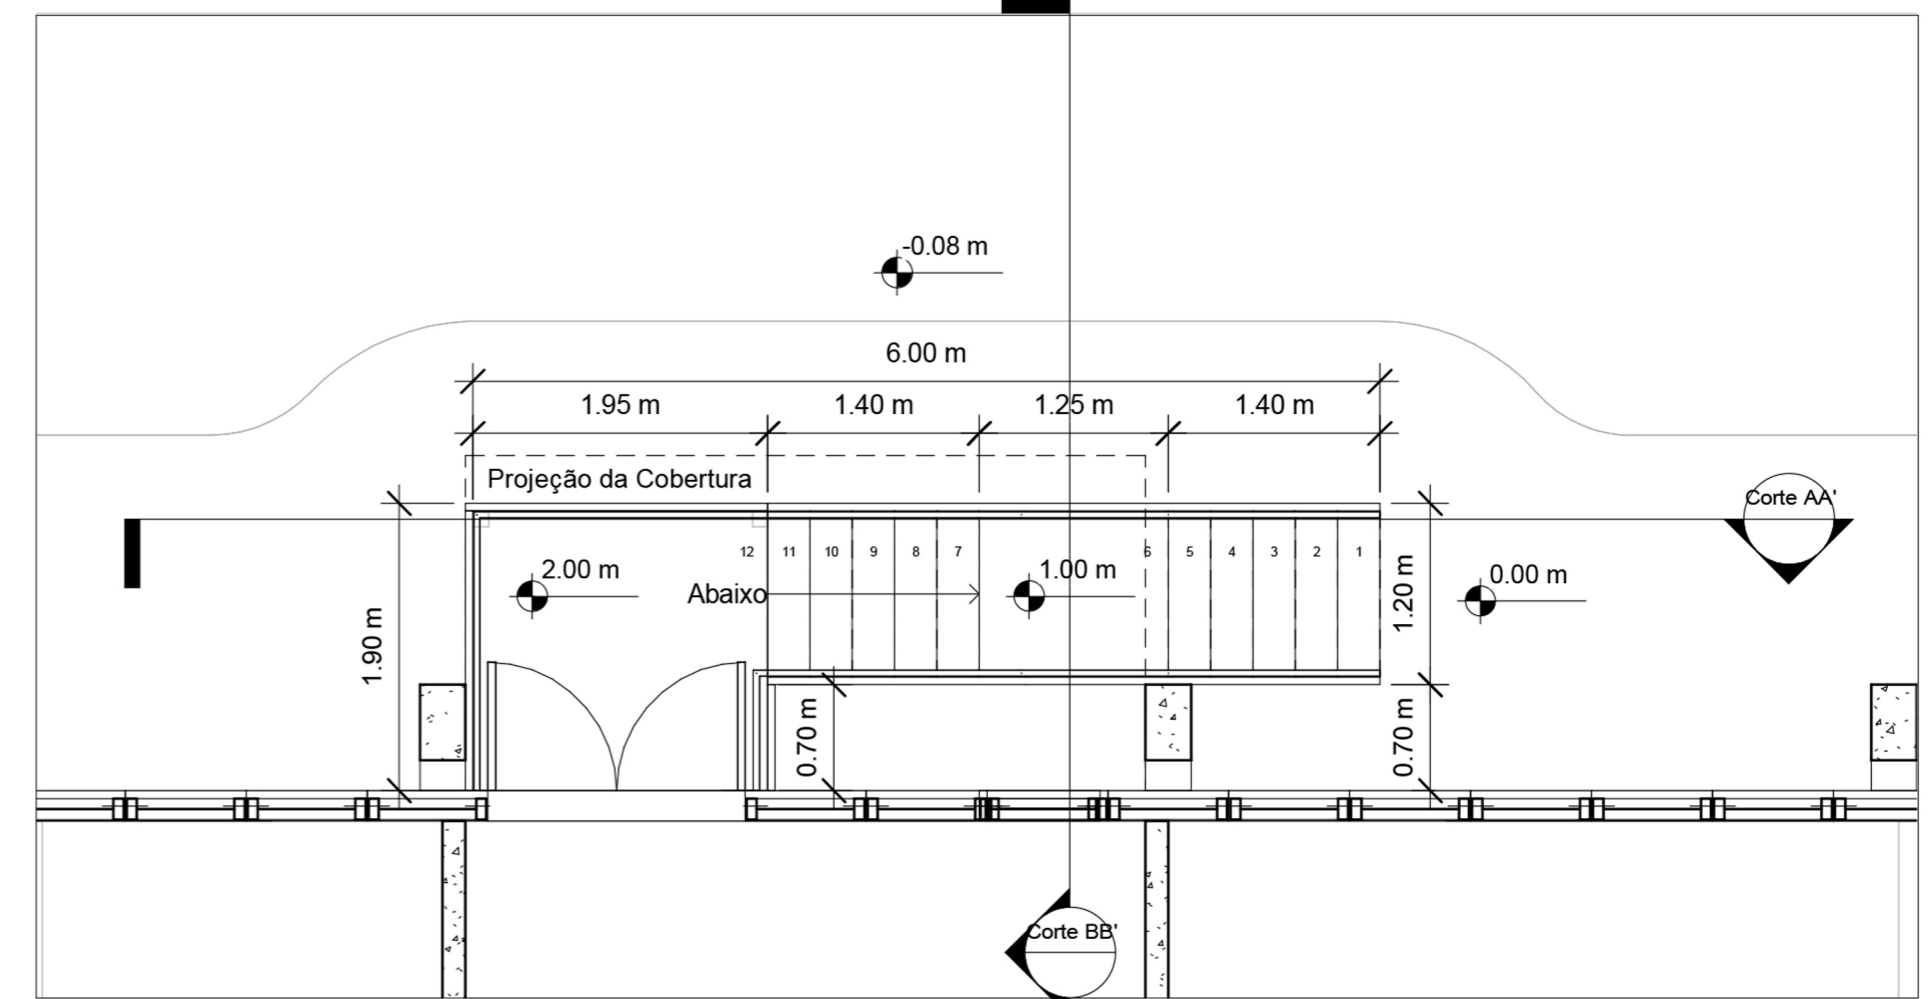 -0.08 m
6.00 m
1.95 m 1.40 m 1.25 m 1.40 m
Projeção da Cobertura
Corte AA'
12 11 10 9 8 7 6 5 4 3 2 1
2.00 m 1.00 m 0.00 m
Abaixo
1.20 m
1.90 m
0.70 m 0.70 m
Corte BB'